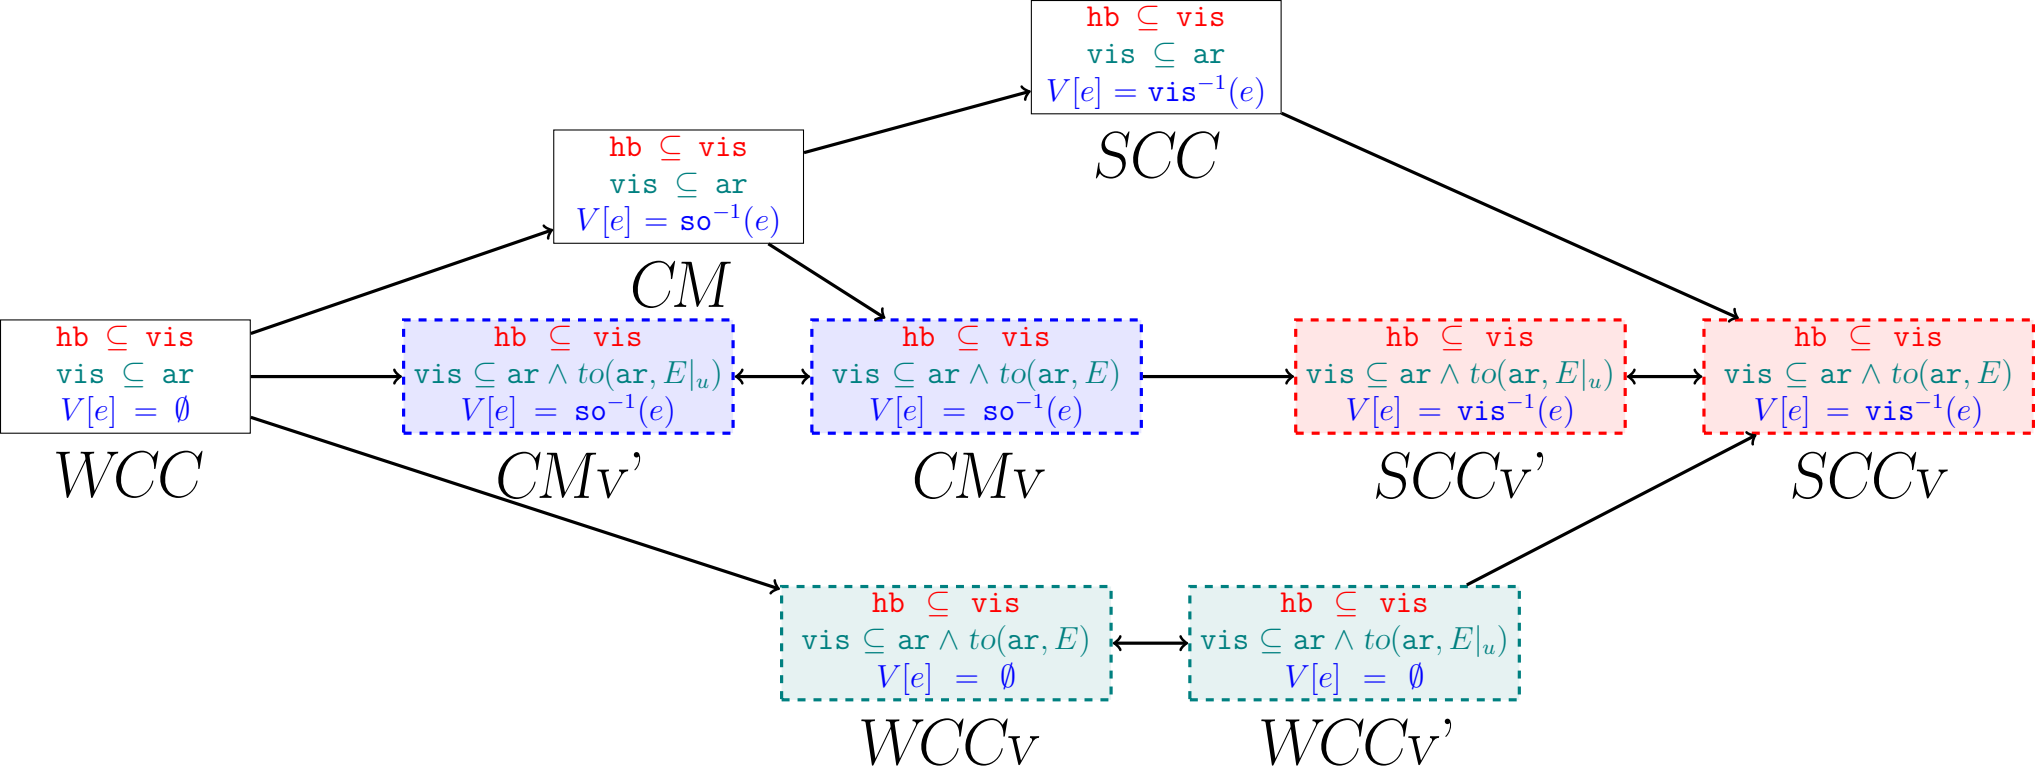 hb ⊆ vis
vis ⊆ ar
V[e] = vis⁻¹(e)
SCC
hb ⊆ vis
vis ⊆ ar
V[e] = so⁻¹(e)
CM
hb ⊆ vis
vis ⊆ ar
V[e] = ∅
WCC
hb ⊆ vis
vis ⊆ ar ∧ to(ar, E|ᵤ)
V[e] = so⁻¹(e)
CMv'
hb ⊆ vis
vis ⊆ ar ∧ to(ar, E)
V[e] = so⁻¹(e)
CMv
hb ⊆ vis
vis ⊆ ar ∧ to(ar, E|ᵤ)
V[e] = vis⁻¹(e)
SCCv'
hb ⊆ vis
vis ⊆ ar ∧ to(ar, E)
V[e] = vis⁻¹(e)
SCCv
hb ⊆ vis
vis ⊆ ar ∧ to(ar, E)
V[e] = ∅
WCCv
hb ⊆ vis
vis ⊆ ar ∧ to(ar, E|ᵤ)
V[e] = ∅
WCCv'